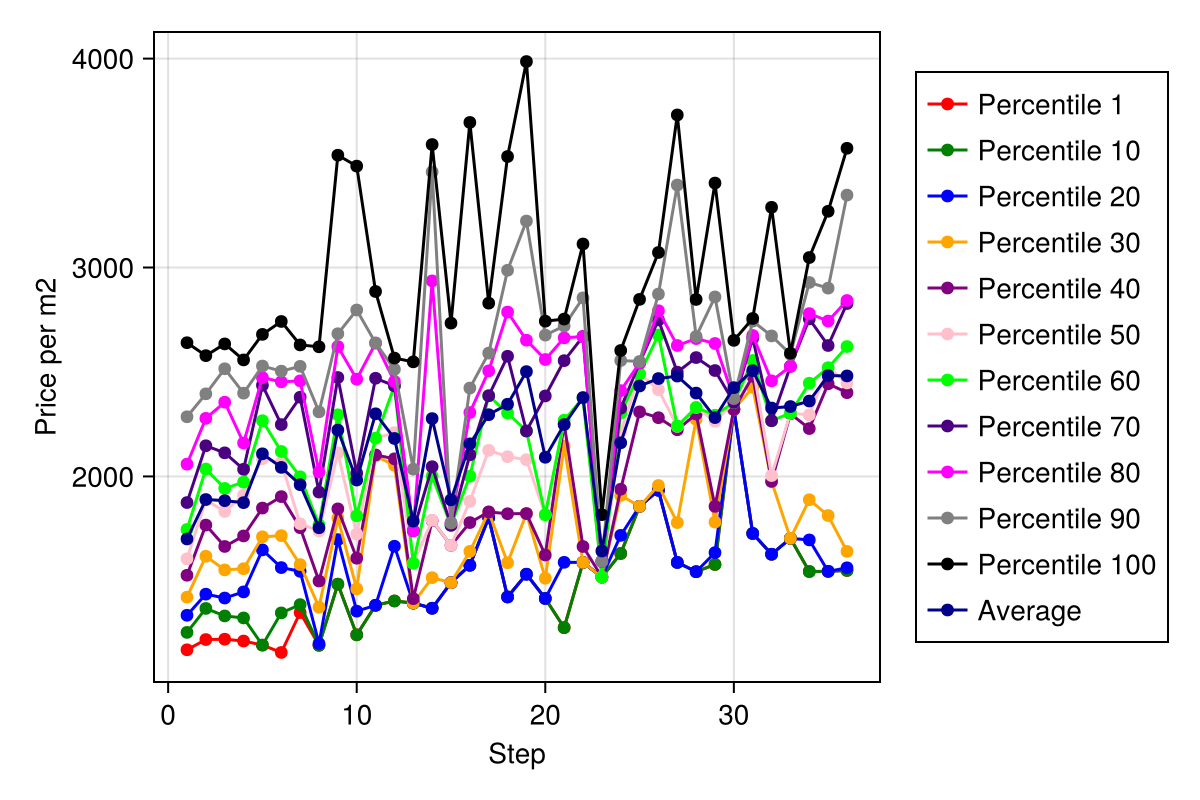 4000
3000
2000
Price per m2
0
10
20
30
Step
Percentile 1
Percentile 10
Percentile 20
Percentile 30
Percentile 40
Percentile 50
Percentile 60
Percentile 70
Percentile 80
Percentile 90
Percentile 100
Average